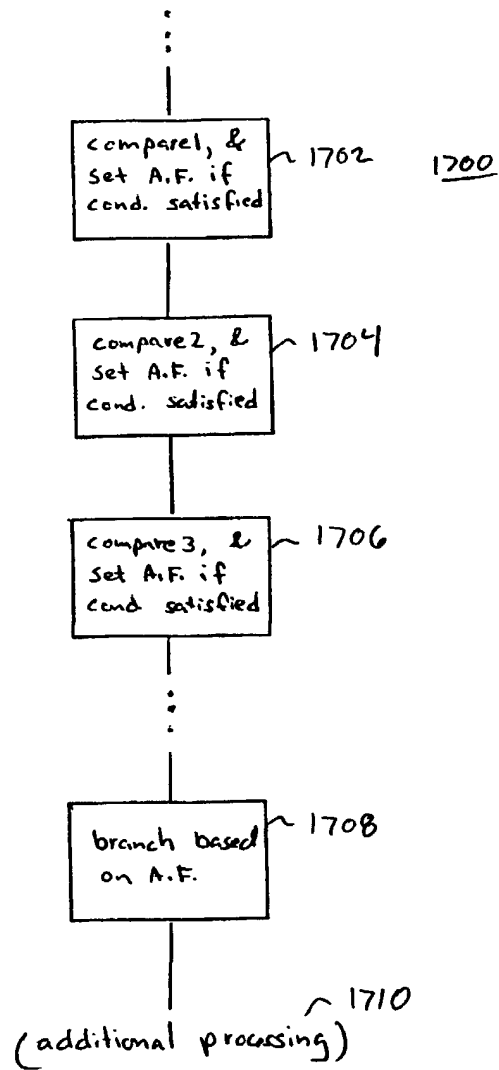 compare1, &
set A.F. if
cond. satisfied
1702
1700
compare2, &
set A.F. if
cond. satisfied
1704
compare3, &
set A.F. if
cond satisfied
1706
branch based
on A.F.
1708
1710
(additional processing)